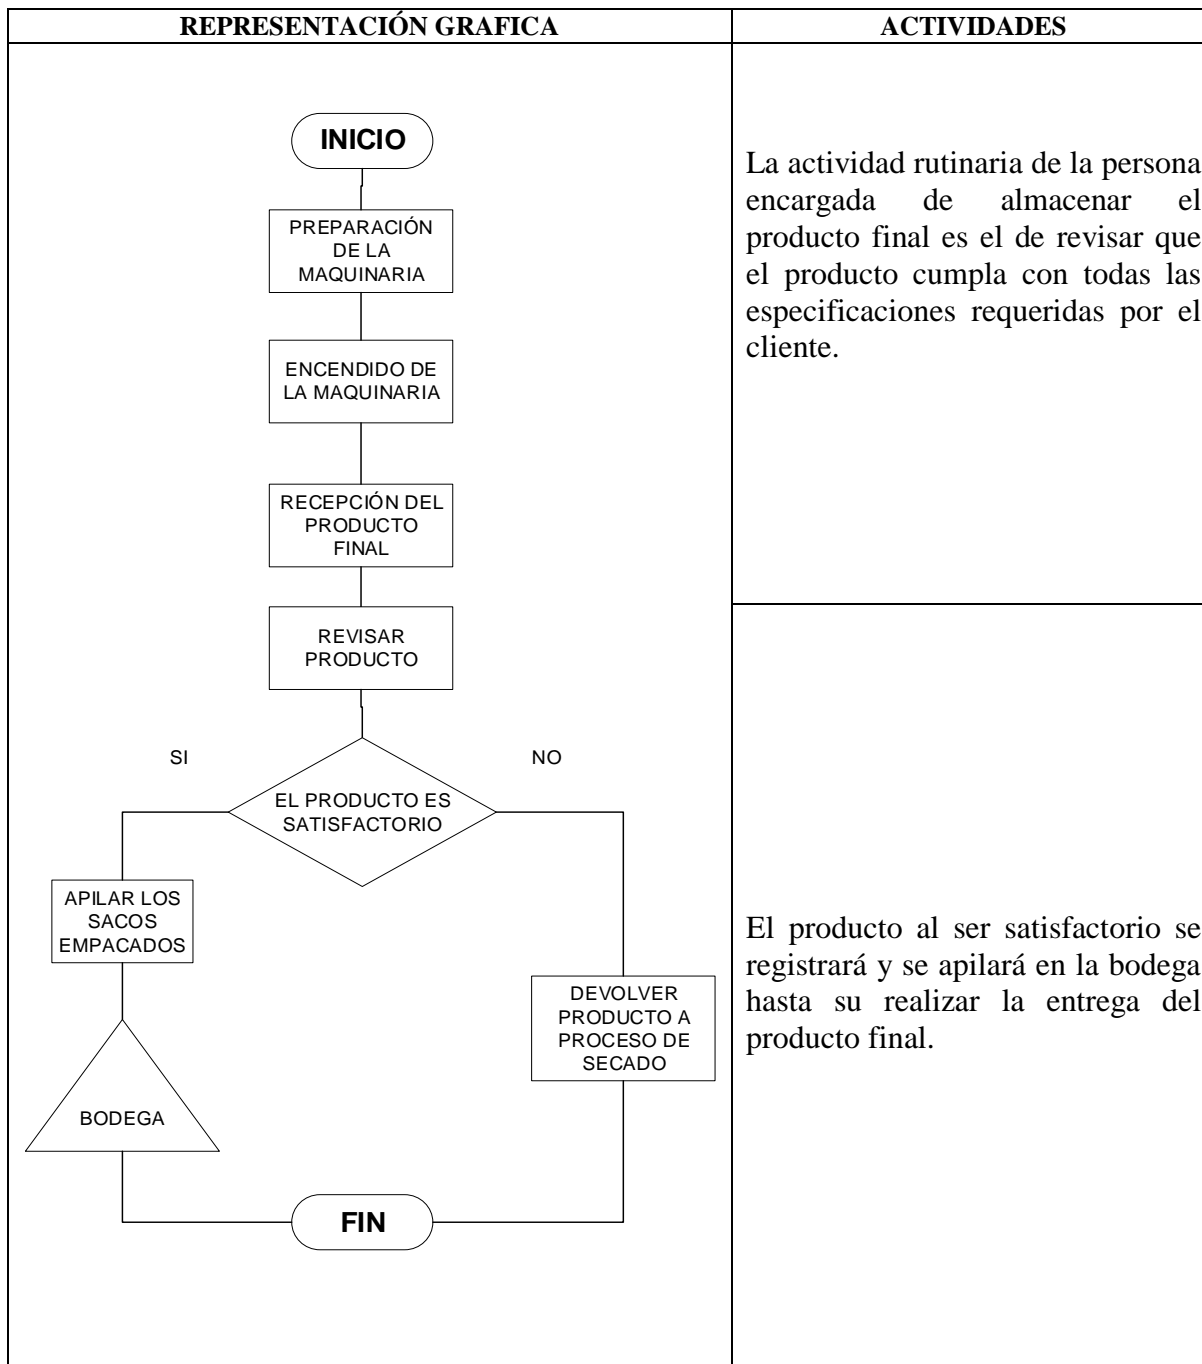 REPRESENTACIÓN GRAFICA
ACTIVIDADES
INICIO
PREPARACIÓN
DE LA
MAQUINARIA
ENCENDIDO DE
LA MAQUINARIA
RECEPCIÓN DEL
PRODUCTO
FINAL
REVISAR
PRODUCTO
SI
NO
EL PRODUCTO ES
SATISFACTORIO
APILAR LOS
SACOS
EMPACADOS
DEVOLVER
PRODUCTO A
PROCESO DE
SECADO
BODEGA
FIN
La actividad rutinaria de la persona
encargada de almacenar el
producto final es el de revisar que
el producto cumpla con todas las
especificaciones requeridas por el
cliente.
El producto al ser satisfactorio se
registrará y se apilará en la bodega
hasta su realizar la entrega del
producto final.